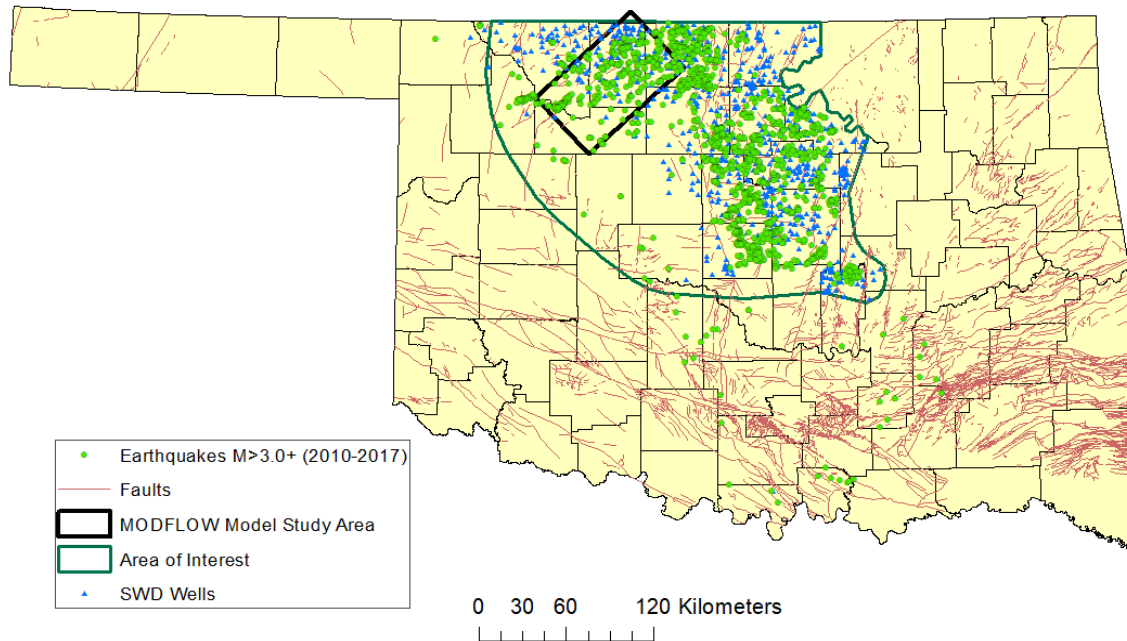 Earthquakes M>3.0+ (2010-2017)
Faults
MODFLOW Model Study Area
Area of Interest
SWD Wells
0 30 60 120 Kilometers